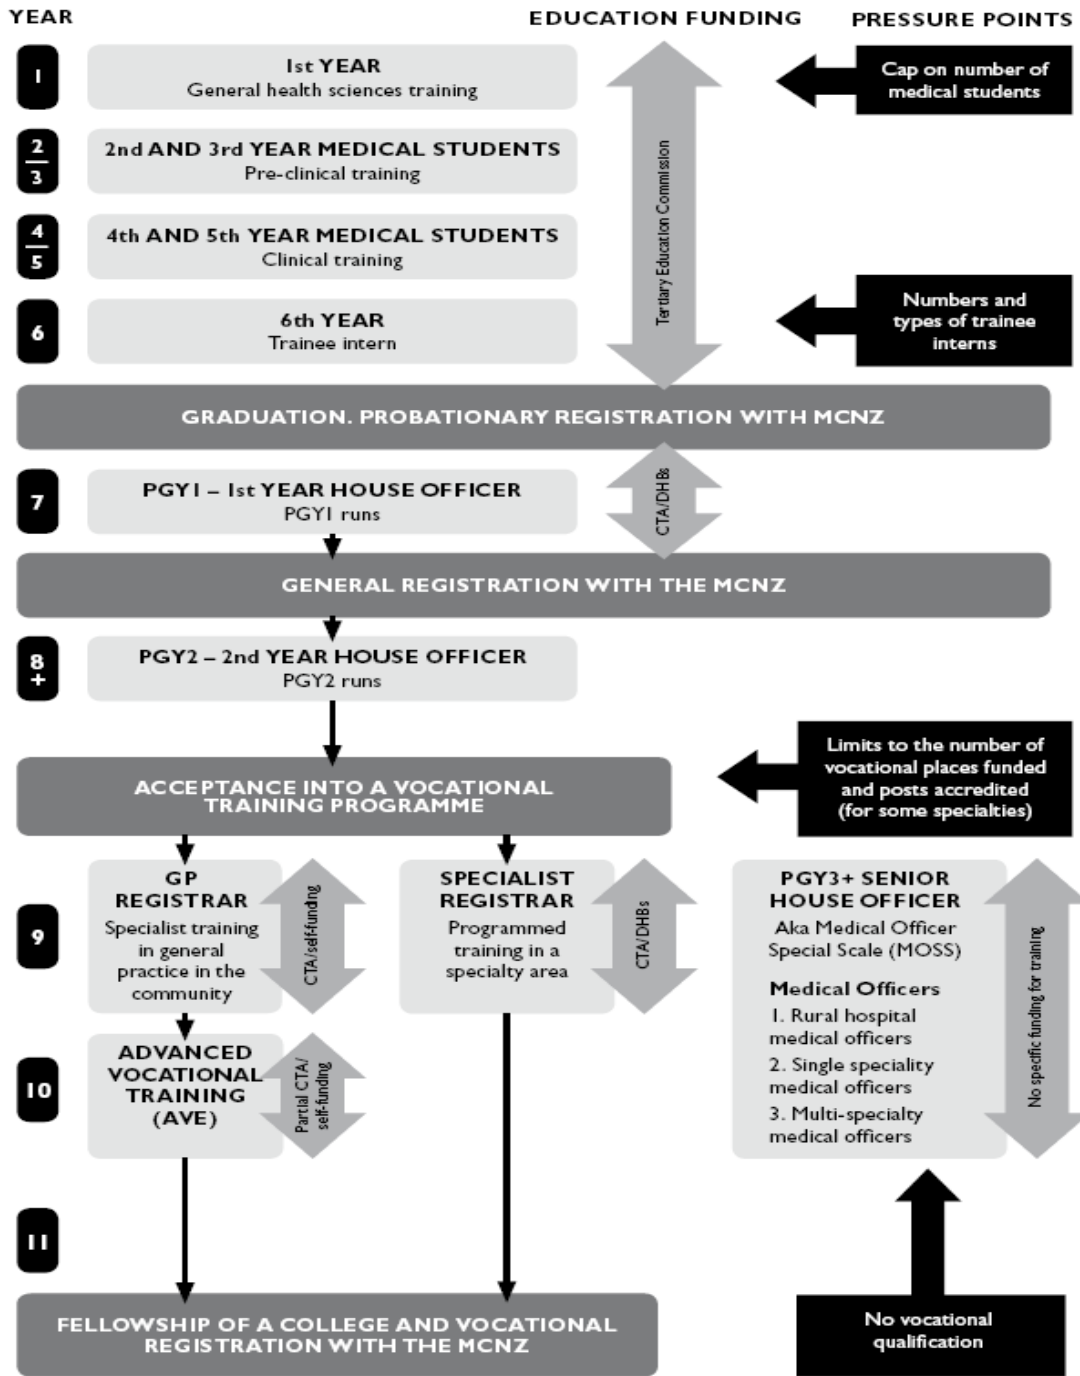 YEAR
EDUCATION FUNDING
PRESSURE POINTS
1
1st YEAR
General health sciences training
Cap on number of
medical students
2
3
2nd AND 3rd YEAR MEDICAL STUDENTS
Pre-clinical training
Tertiary Education Commission
4
5
4th AND 5th YEAR MEDICAL STUDENTS
Clinical training
6
6th YEAR
Trainee intern
Numbers and
types of trainee
interns
GRADUATION. PROBATIONARY REGISTRATION WITH MCNZ
7
PGY1 – 1st YEAR HOUSE OFFICER
PGY1 runs
CTA/DHBs
GENERAL REGISTRATION WITH THE MCNZ
8
+
PGY2 – 2nd YEAR HOUSE OFFICER
PGY2 runs
Limits to the number of
vocational places funded
and posts accredited
(for some specialties)
ACCEPTANCE INTO A VOCATIONAL
TRAINING PROGRAMME
9
GP
REGISTRAR
Specialist training
in general
practice in the
community
CTA/self-funding
SPECIALIST
REGISTRAR
Programmed
training in a
specialty area
CTA/DHBs
PGY3+ SENIOR
HOUSE OFFICER
Aka Medical Officer
Special Scale (MOSS)
Medical Officers
1. Rural hospital
medical officers
2. Single speciality
medical officers
3. Multi-specialty
medical officers
No specific funding for training
10
ADVANCED
VOCATIONAL
TRAINING
(AVE)
Partial CTA/
self-funding
11
FELLOWSHIP OF A COLLEGE AND VOCATIONAL
REGISTRATION WITH THE MCNZ
No vocational
qualification